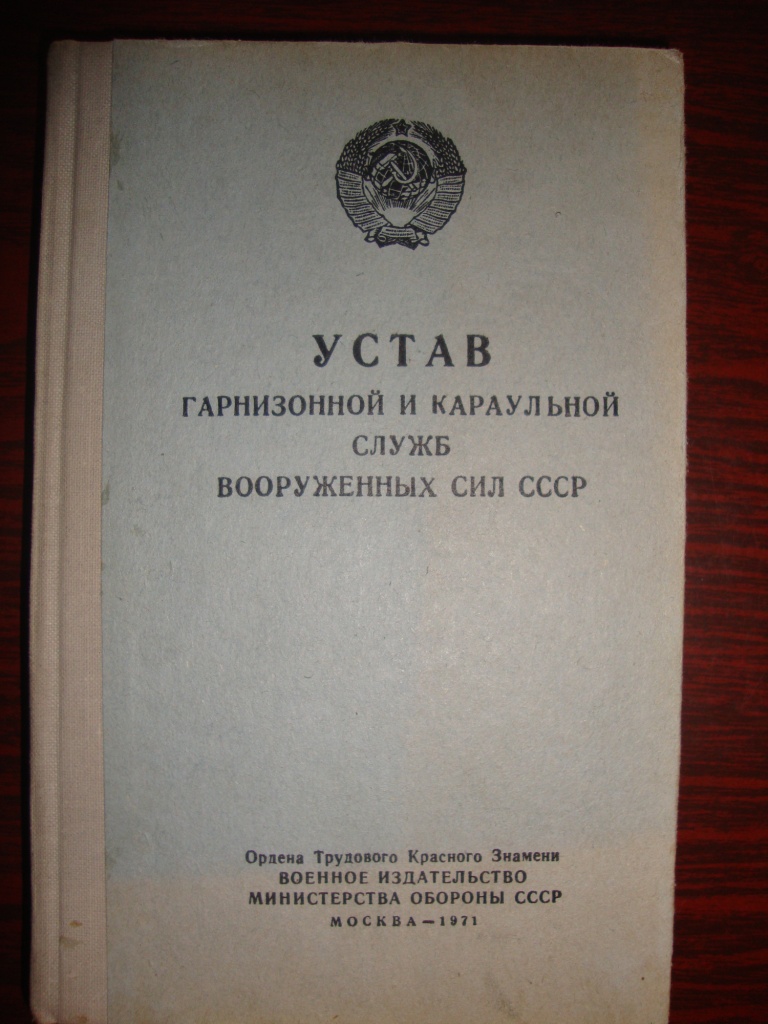 УСТАВ
ГАРНИЗОННОЙ И КАРАУЛЬНОЙ
СЛУЖБ
ВООРУЖЕННЫХ СИЛ СССР
Ордена Трудового Красного Знамени
ВОЕННОЕ ИЗДАТЕЛЬСТВО
МИНИСТЕРСТВА ОБОРОНЫ СССР
МОСКВА — 1971